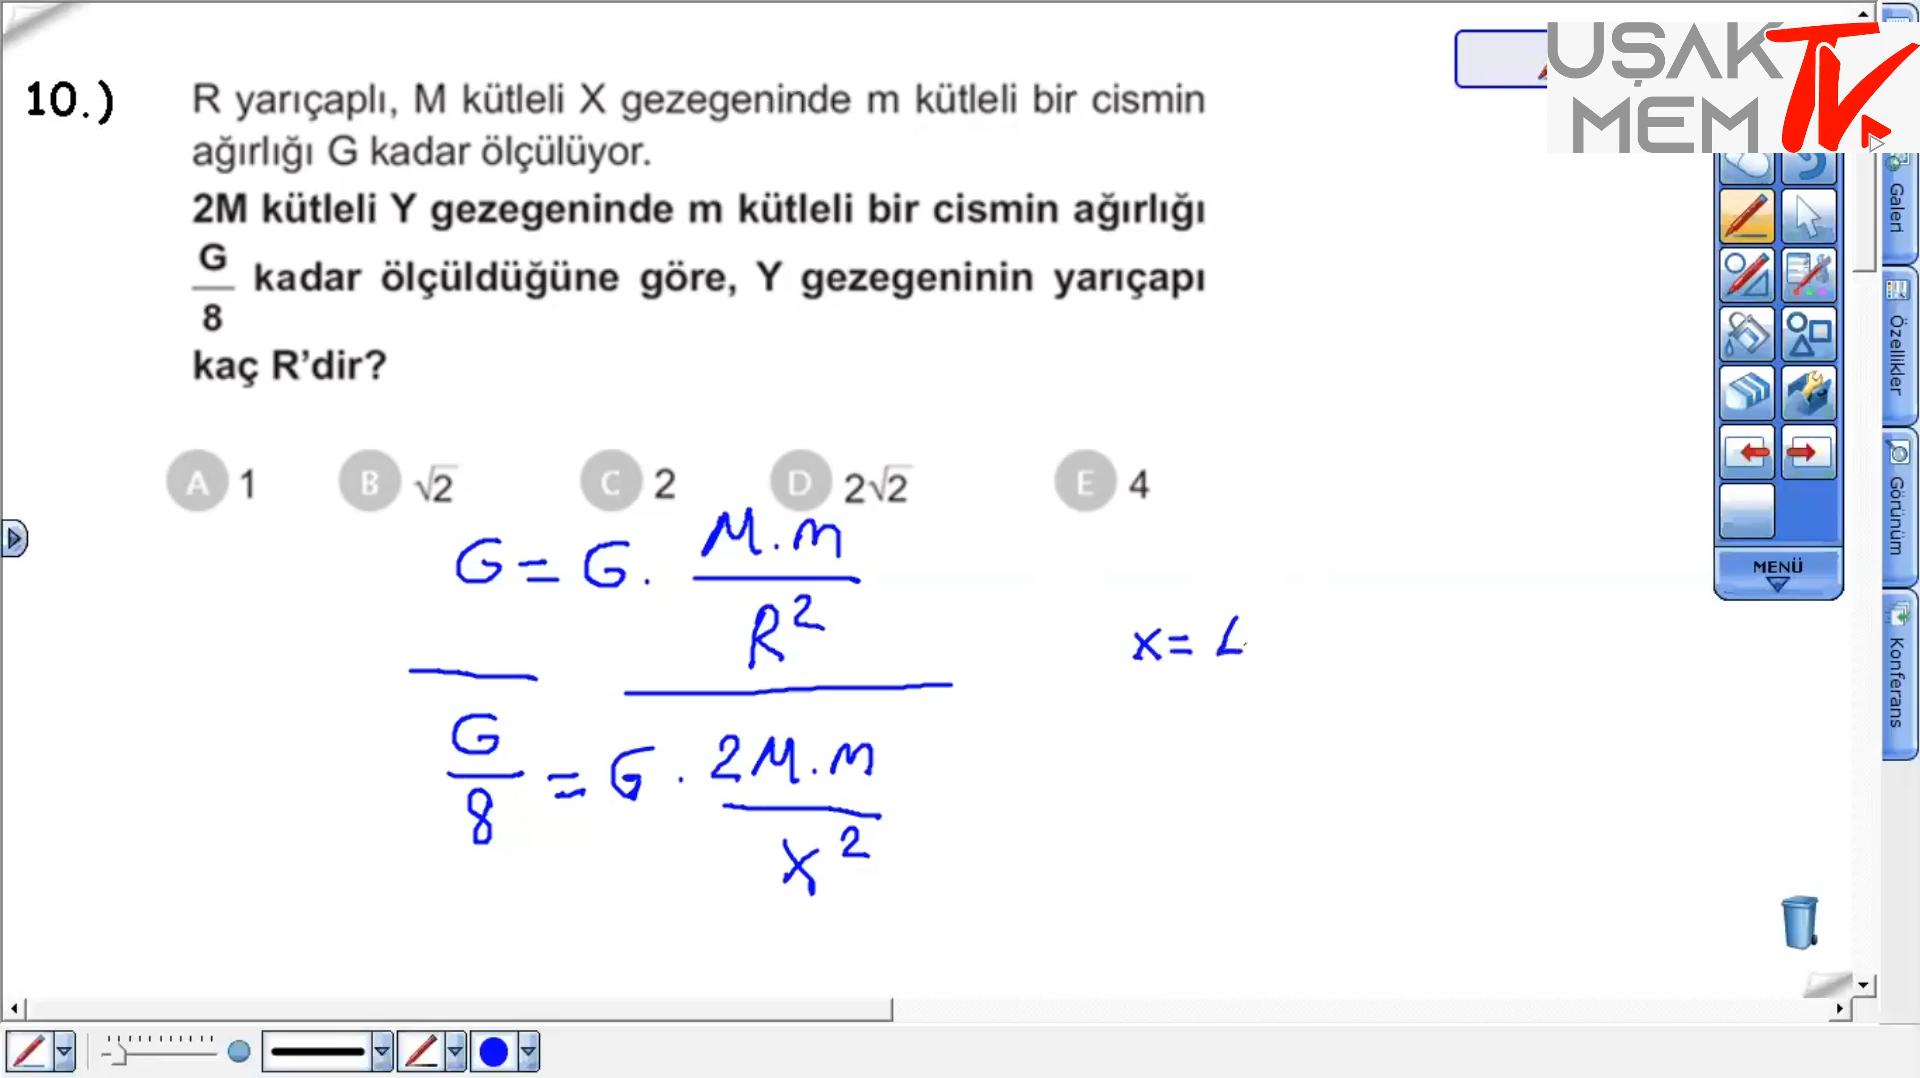 UŞAK
MEM TV
10.) R yarıçaplı, M kütleli X gezegeninde m kütleli bir cismin
ağırlığı G kadar ölçülüyor.
2M kütleli Y gezegeninde m kütleli bir cismin ağırlığı
G/8 kadar ölçüldüğüne göre, Y gezegeninin yarıçapı
kaç R’dir?
A 1 B √2 C 2 D 2√2 E 4
G = G . M.m / R²
x =
G/8 = G . 2M.m / x²
MENÜ
Galeri
Özellikler
Görünüm
Konferans